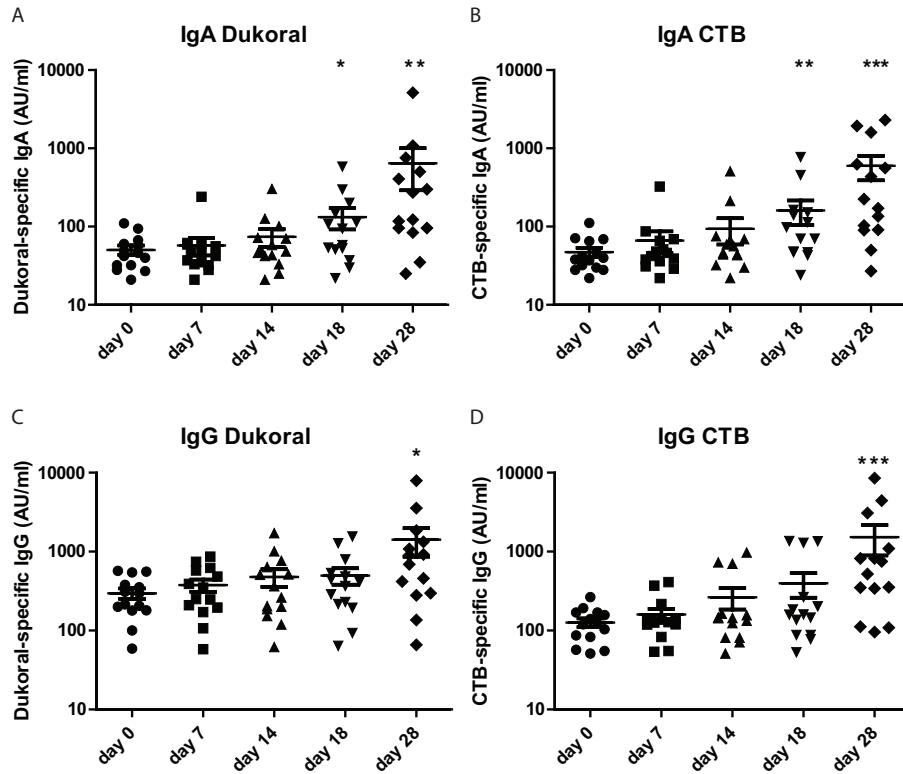 A
IgA Dukoral
* **
Dukoral-specific IgA (AU/ml)
10000
1000
100
10
day 0 day 7 day 14 day 18 day 28
B
IgA CTB
** ***
CTB-specific IgA (AU/ml)
10000
1000
100
10
day 0 day 7 day 14 day 18 day 28
C
IgG Dukoral
*
Dukoral-specific IgG (AU/ml)
10000
1000
100
10
day 0 day 7 day 14 day 18 day 28
D
IgG CTB
***
CTB-specific IgG (AU/ml)
10000
1000
100
10
day 0 day 7 day 14 day 18 day 28